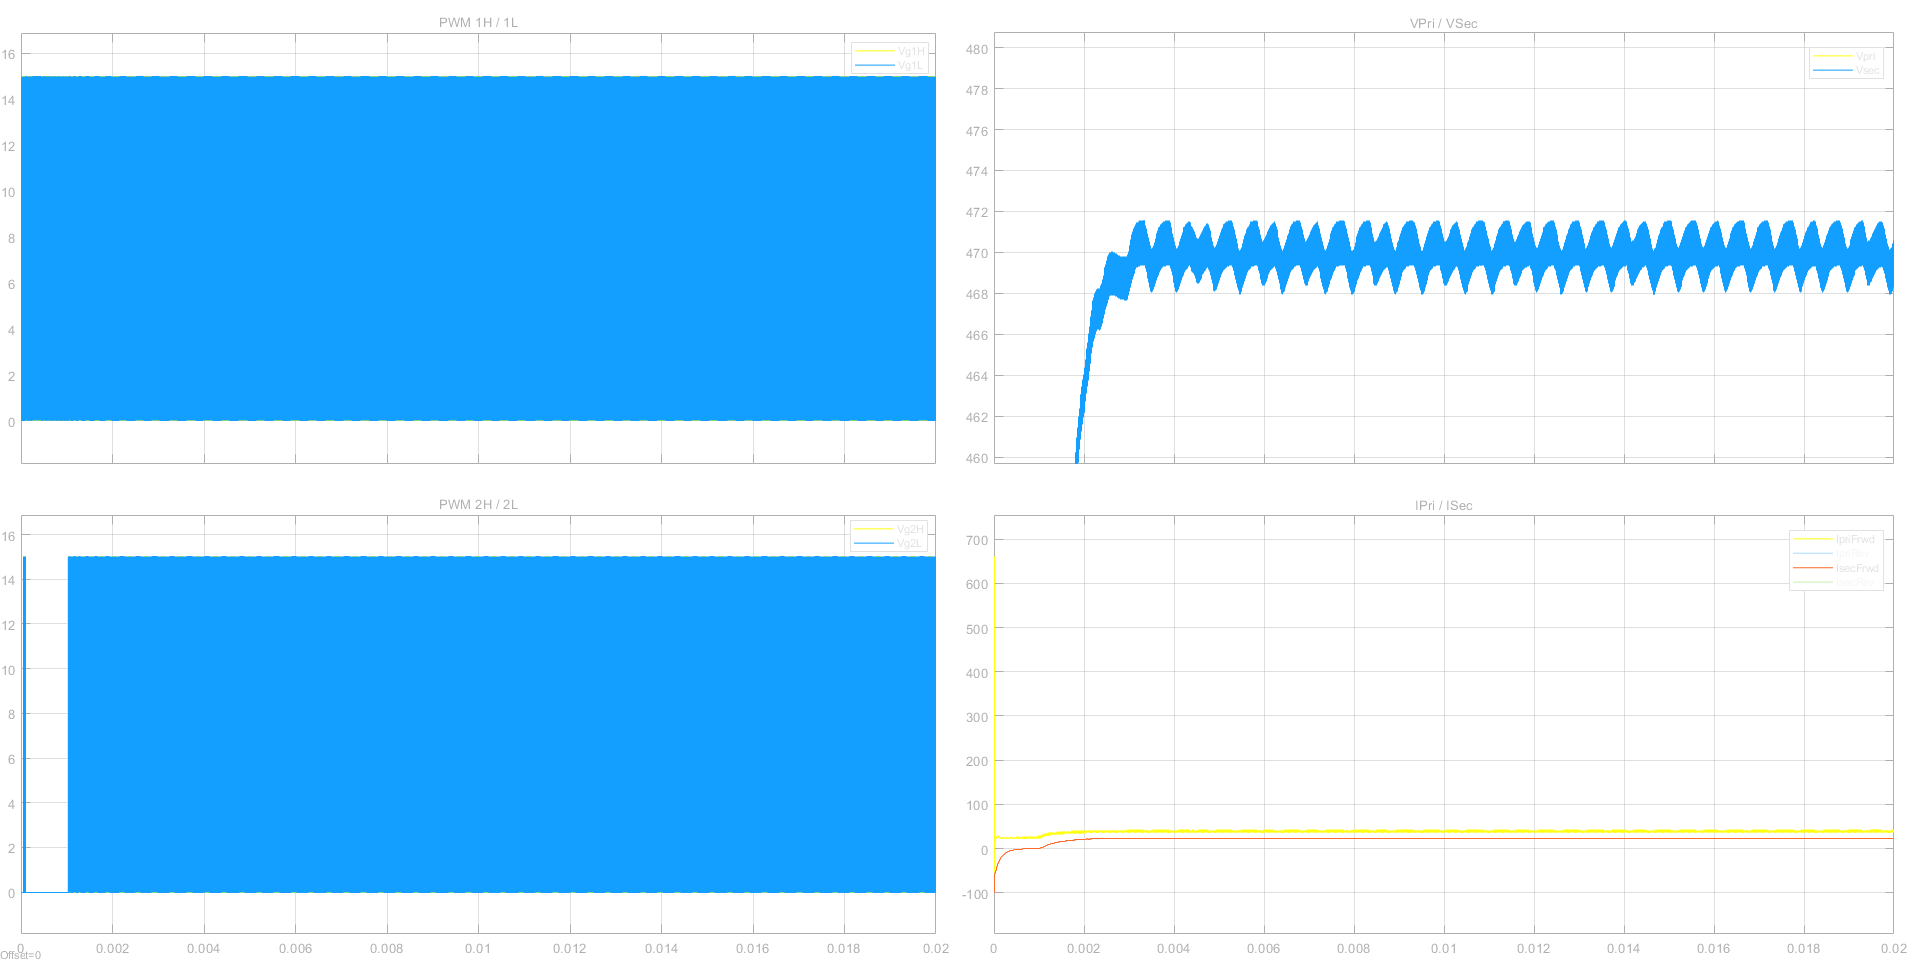 PWM 1H / 1L
16
14
12
10
8
6
4
2
0
Vg1H
Vg1L
VPri / VSec
480
478
476
474
472
470
468
466
464
462
460
Vpri
Vsec
PWM 2H / 2L
16
14
12
10
8
6
4
2
0
Vg2H
Vg2L
0 0.002 0.004 0.006 0.008 0.01 0.012 0.014 0.016 0.018 0.02
Offset=0
IPri / ISec
700
600
500
400
300
200
100
0
-100
IpriFrwd
IsecFrwd
0 0.002 0.004 0.006 0.008 0.01 0.012 0.014 0.016 0.018 0.02